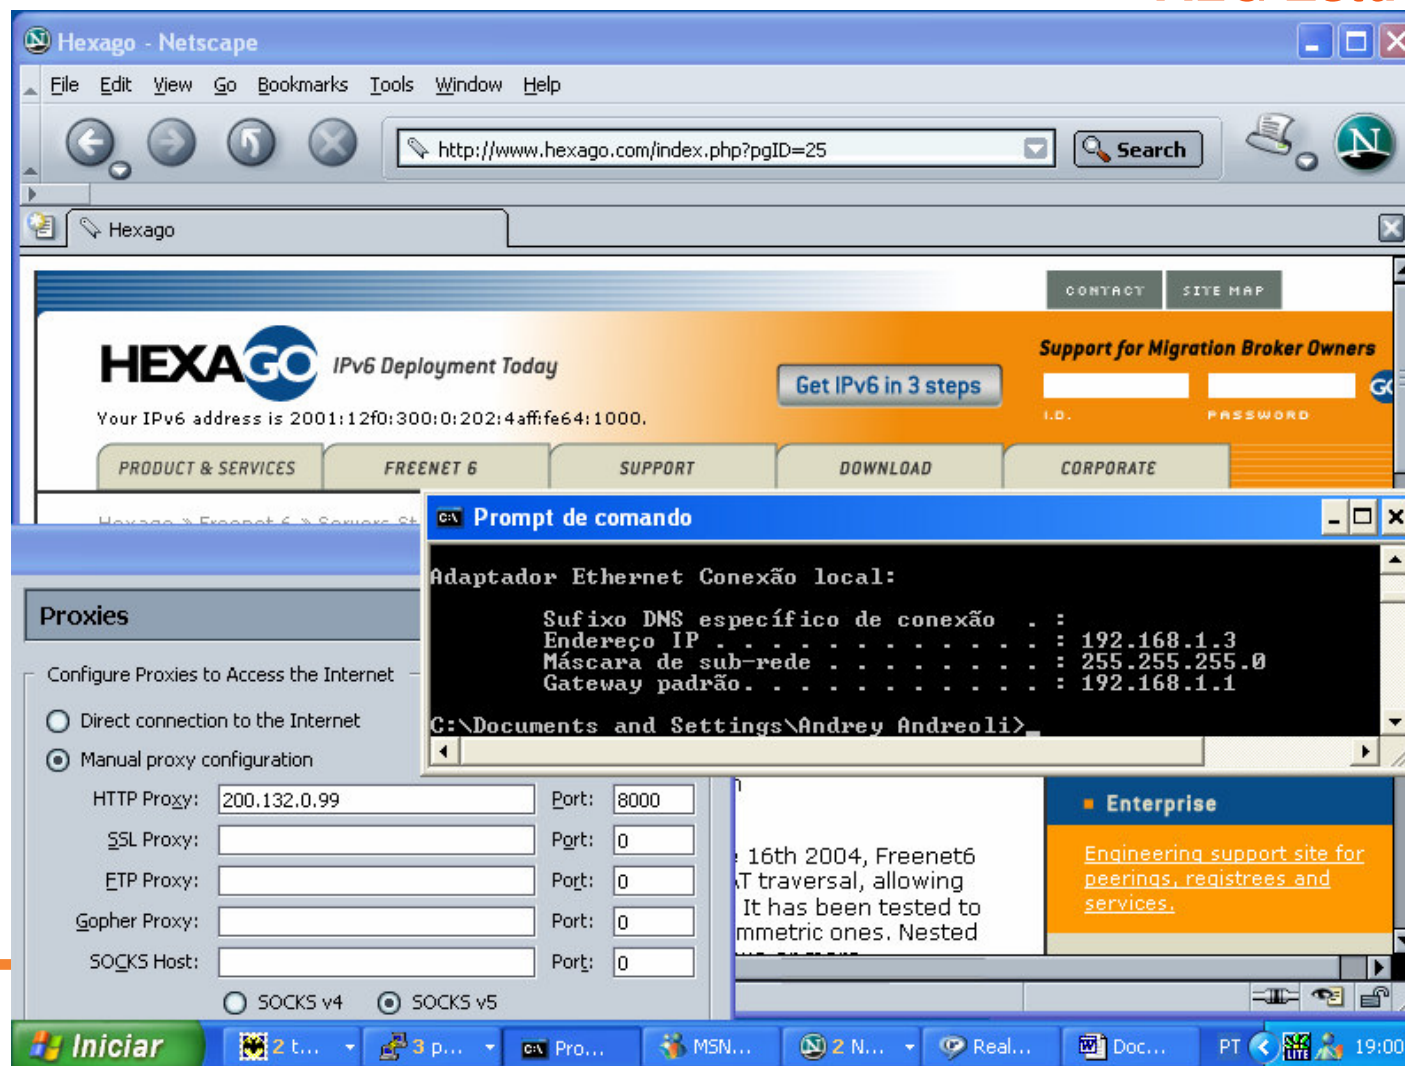 Hexago - Netscape
File Edit View Go Bookmarks Tools Window Help
http://www.hexago.com/index.php?pgID=25 Search
Hexago
CONTACT SITE MAP
HEXAGO IPv6 Deployment Today
Get IPv6 in 3 steps
Support for Migration Broker Owners
I.D. PASSWORD
Your IPv6 address is 2001:12f0:300:0:202:4aff:fe64:1000.
PRODUCT & SERVICES FREENET 6 SUPPORT DOWNLOAD CORPORATE
Prompt de comando
Adaptador Ethernet Conexão local:
Sufixo DNS específico de conexão . :
Endereço IP . . . . . . . . . . . . : 192.168.1.3
Máscara de sub-rede . . . . . . . . : 255.255.255.0
Gateway padrão. . . . . . . . . . . : 192.168.1.1
C:\Documents and Settings\Andrey Andreoli>_
Proxies
Configure Proxies to Access the Internet
Direct connection to the Internet
Manual proxy configuration
HTTP Proxy: 200.132.0.99 Port: 8000
SSL Proxy: Port: 0
FTP Proxy: Port: 0
Gopher Proxy: Port: 0
SOCKS Host: Port: 0
SOCKS v4 SOCKS v5
16th 2004, Freenet6
traversal, allowing
It has been tested to
mmetric ones. Nested
Enterprise
Engineering support site for
peerings, registrees and
services.
Iniciar 2 t... 3 p... Pro... MSN... 2 N... Real... Doc... PT 19:00